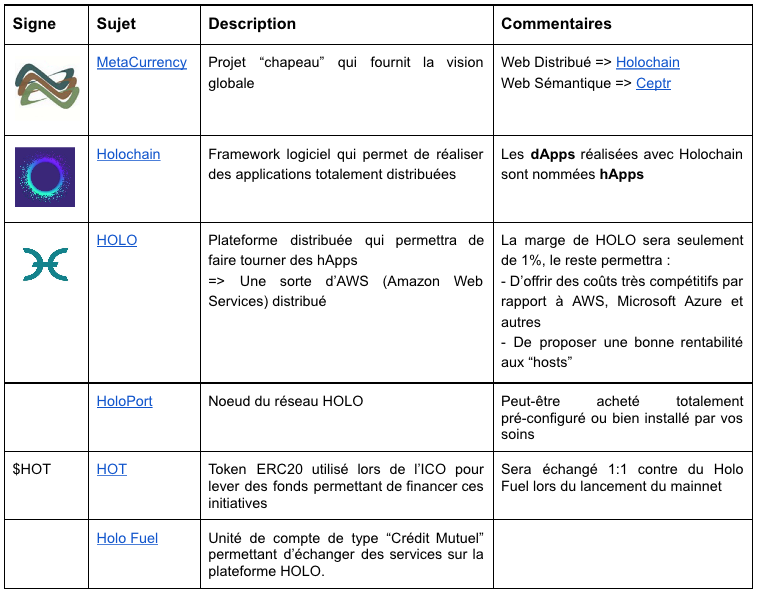 Signe Sujet Description Commentaires
MetaCurrency
Projet “chapeau” qui fournit la vision
globale
Web Distribué => Holochain
Web Sémantique => Ceptr
Holochain
Framework logiciel qui permet de réaliser
des applications totalement distribuées
Les dApps réalisées avec Holochain
sont nommées hApps
HOLO
Plateforme distribuée qui permettra de
faire tourner des hApps
=> Une sorte d’AWS (Amazon Web
Services) distribué
La marge de HOLO sera seulement
de 1%, le reste permettra :
- D’offrir des coûts très compétitifs par
rapport à AWS, Microsoft Azure et
autres
- De proposer une bonne rentabilité
aux “hosts”
HoloPort
Noeud du réseau HOLO
Peut-être acheté totalement
pré-configuré ou bien installé par vos
soins
$HOT
HOT
Token ERC20 utilisé lors de l’ICO pour
lever des fonds permettant de financer ces
initiatives
Sera échangé 1:1 contre du Holo
Fuel lors du lancement du mainnet
Holo Fuel
Unité de compte de type “Crédit Mutuel”
permettant d’échanger des services sur la
plateforme HOLO.